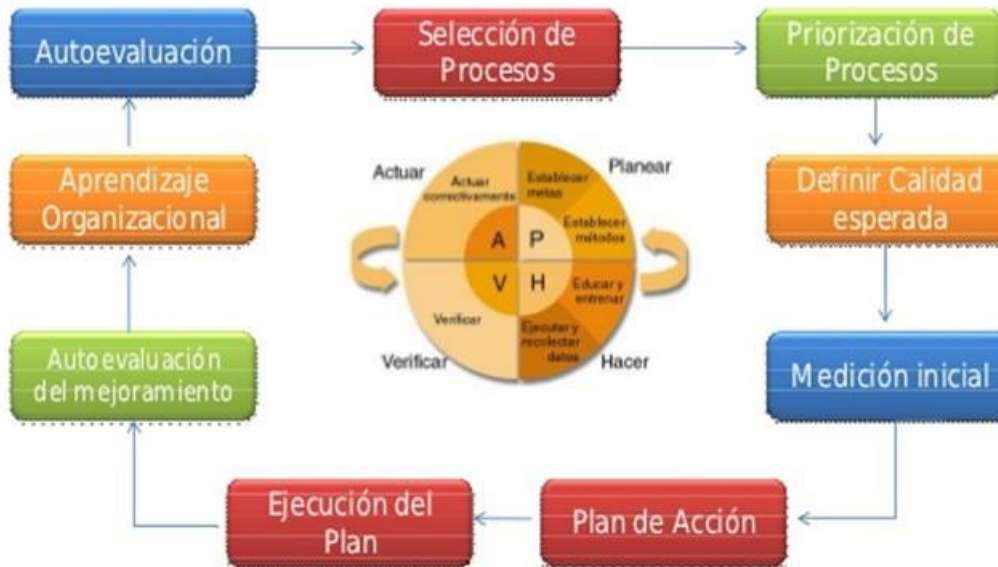 Autoevaluación
Selección de
Procesos
Priorización de
Procesos
Aprendizaje
Organizacional
Actuar
Actuar
correctivamente
Establecer
metas
Planear
Establecer
métodos
A
P
V
H
Educar y
entrenar
Verificar
Ejecutar y
recolectar
datos
Verificar
Hacer
Definir Calidad
esperada
Autoevaluación
del mejoramiento
Medición inicial
Ejecución del
Plan
Plan de Acción